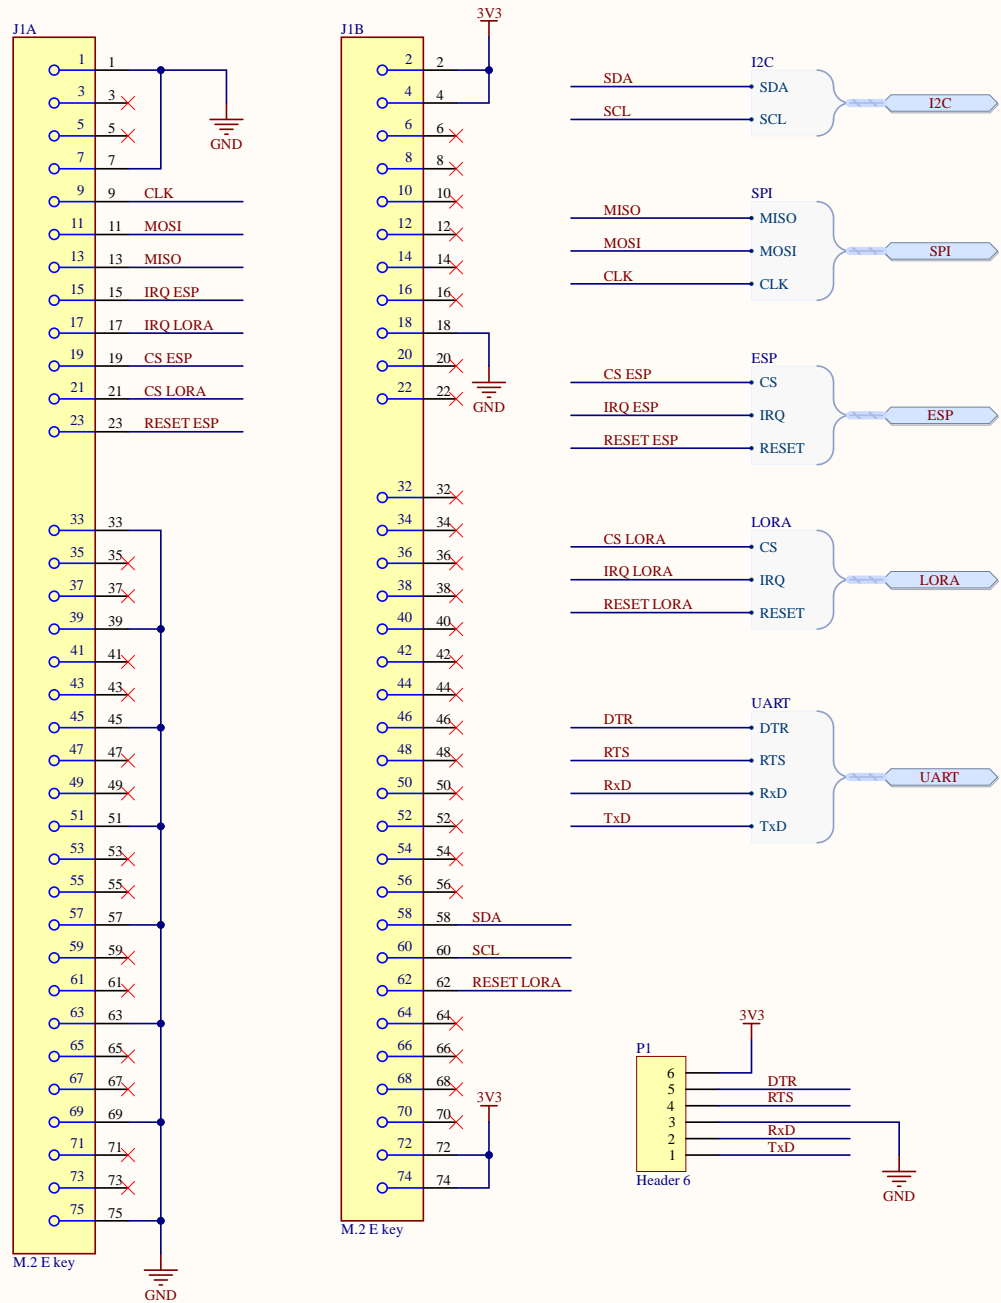 J1A
1 1
3 3
5 5
7 7
GND
9 9 CLK
11 11 MOSI
13 13 MISO
15 15 IRQ ESP
17 17 IRQ LORA
19 19 CS ESP
21 21 CS LORA
23 23 RESET ESP
33 33
35 35
37 37
39 39
41 41
43 43
45 45
47 47
49 49
51 51
53 53
55 55
57 57
59 59
61 61
63 63
65 65
67 67
69 69
71 71
73 73
75 75
M.2 E key
GND
J1B
3V3
2 2
4 4
6 6
8 8
10 10
12 12
14 14
16 16
18 18
20 20
22 22
GND
32 32
34 34
36 36
38 38
40 40
42 42
44 44
46 46
48 48
50 50
52 52
54 54
56 56
58 58 SDA
60 60 SCL
62 62 RESET LORA
64 64
66 66
68 68
3V3
70 70
72 72
74 74
M.2 E key
I2C
SDA SDA
SCL SCL
I2C
SPI
MISO MISO
MOSI MOSI
CLK CLK
SPI
ESP
CS ESP CS
IRQ ESP IRQ
RESET ESP RESET
ESP
LORA
CS LORA CS
IRQ LORA IRQ
RESET LORA RESET
LORA
UART
DTR DTR
RTS RTS
RxD RxD
TxD TxD
UART
3V3
P1
6
5 DTR
4 RTS
3
2 RxD
1 TxD
Header 6
GND